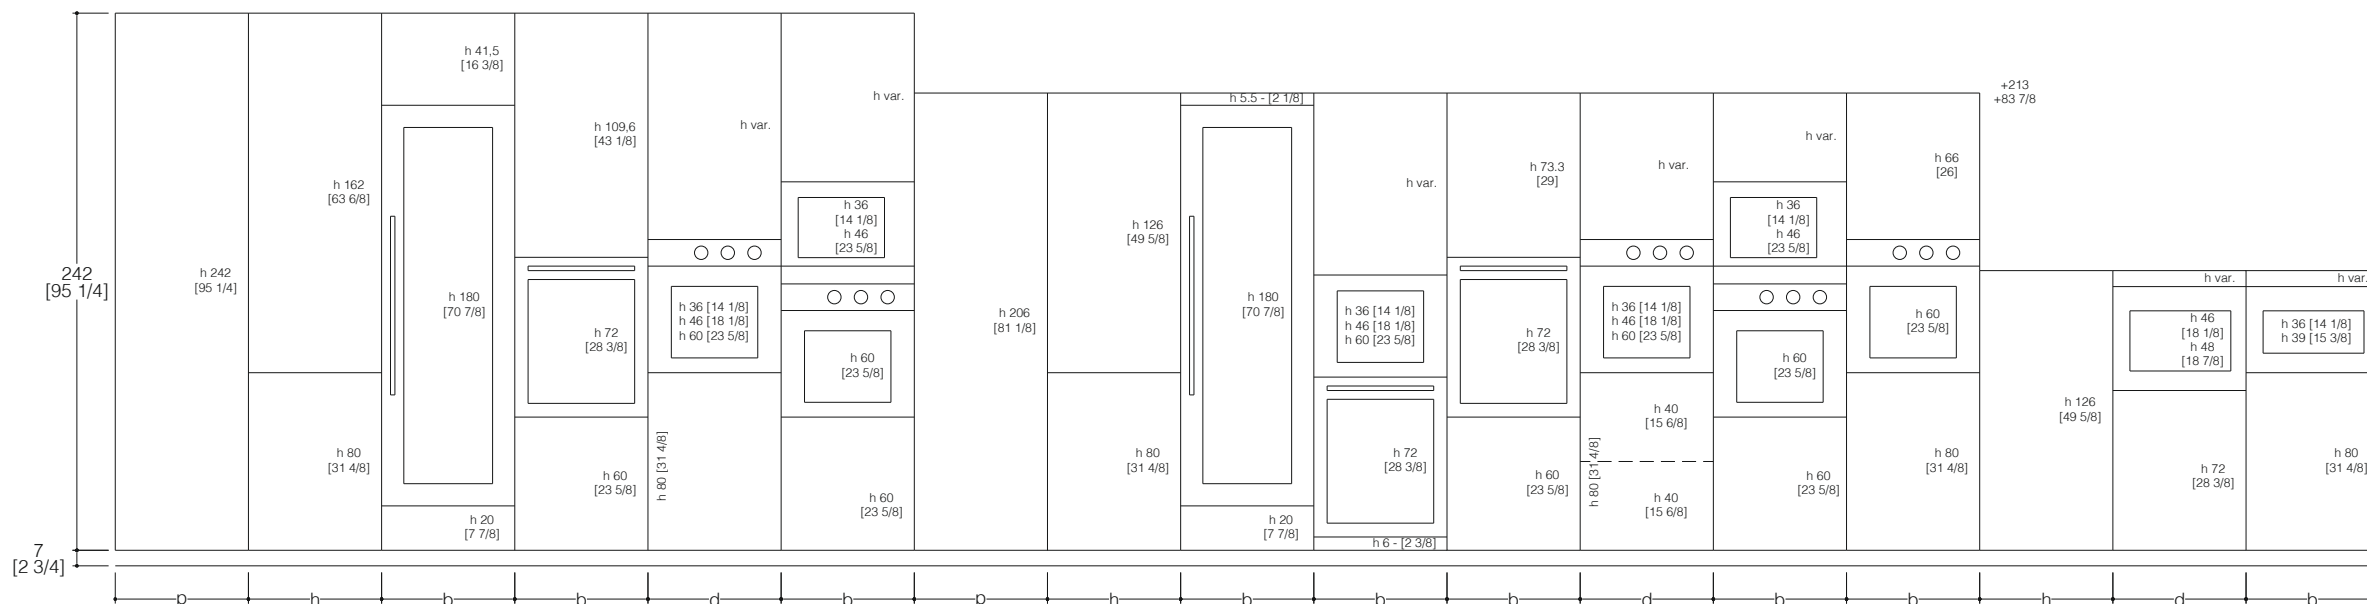 242
[95 1/4]
7
[2 3/4]
h 242
[95 1/4]
h 162
[63 6/8]
h 80
[31 4/8]
h 41,5
[16 3/8]
h 180
[70 7/8]
h 20
[7 7/8]
h 109,6
[43 1/8]
h 72
[28 3/8]
h 60
[23 5/8]
h var.
h 36 [14 1/8]
h 46 [18 1/8]
h 60 [23 5/8]
h 80 [31 4/8]
h var.
h 36
[14 1/8]
h 46
[23 5/8]
h 60
[23 5/8]
h 60
[23 5/8]
h 206
[81 1/8]
h 126
[49 5/8]
h 80
[31 4/8]
h 5.5 - [2 1/8]
h 180
[70 7/8]
h 20
[7 7/8]
h var.
h 36 [14 1/8]
h 46 [18 1/8]
h 60 [23 5/8]
h 72
[28 3/8]
h 6 - [2 3/8]
h 73.3
[29]
h 72
[28 3/8]
h 60
[23 5/8]
h var.
h 36 [14 1/8]
h 46 [18 1/8]
h 60 [23 5/8]
h 80 [31 4/8]
h 40
[15 6/8]
h 40
[15 6/8]
h var.
h 36
[14 1/8]
h 46
[23 5/8]
h 60
[23 5/8]
h 60
[23 5/8]
h 66
[26]
h 60
[23 5/8]
h 80
[31 4/8]
+213
+83 7/8
h 126
[49 5/8]
h var.
h 46
[18 1/8]
h 48
[18 7/8]
h 72
[28 3/8]
h var.
h 36 [14 1/8]
h 39 [15 3/8]
h 80
[31 4/8]